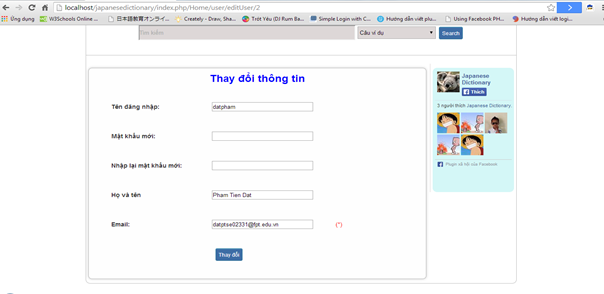 localhost/japanesedictionary/index.php/Home/user/editUser/2
Ứng dụng W3Schools Online 日本語教育オンライ... Creately - Draw, Sha... Trót Yêu (DJ Rum Ba... Simple Login with C... Hướng dẫn viết plu... Using Facebook PH... Hướng dẫn viết logi...
Tìm kiếm Câu ví dụ Search
Thay đổi thông tin
Tên đăng nhập: datpham
Mật khẩu mới:
Nhập lại mật khẩu mới:
Họ và tên Pham Tien Dat
Email: datptse02331@fpt.edu.vn (*)
Thay đổi
Japanese
Dictionary
Thích
3 người thích Japanese Dictionary.
Plugin xã hội của Facebook